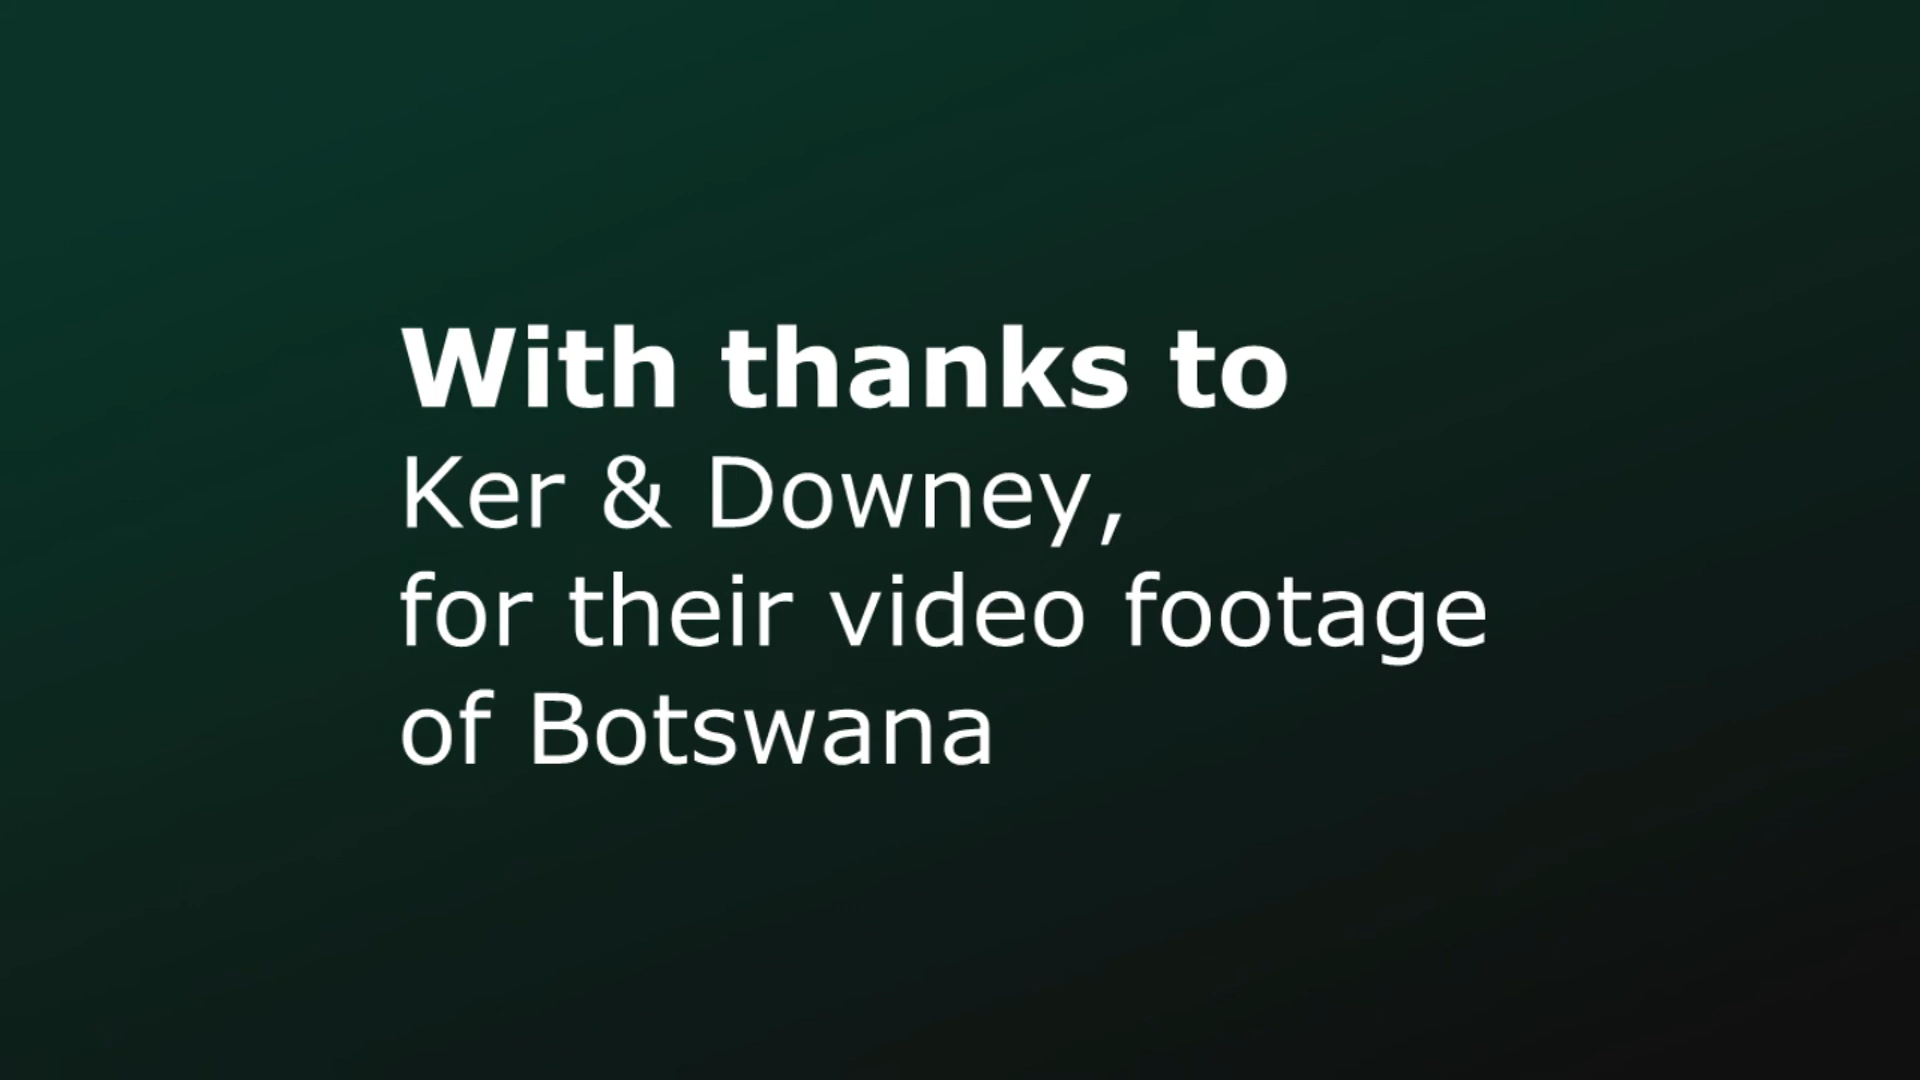 With thanks to
Ker & Downey,
for their video footage
of Botswana